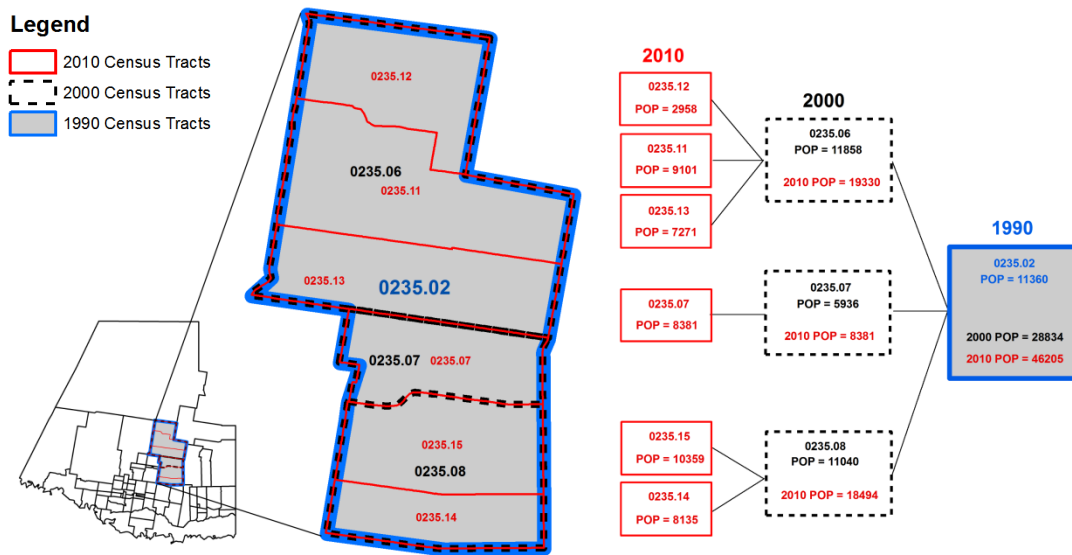 Legend
2010 Census Tracts
2000 Census Tracts
1990 Census Tracts
0235.12
0235.06
0235.11
0235.13
0235.02
0235.07
0235.07
0235.15
0235.08
0235.14
2010
0235.12
POP = 2958
0235.11
POP = 9101
0235.13
POP = 7271
0235.07
POP = 8381
0235.15
POP = 10359
0235.14
POP = 8135
2000
0235.06
POP = 11858
2010 POP = 19330
0235.07
POP = 5936
2010 POP = 8381
0235.08
POP = 11040
2010 POP = 18494
1990
0235.02
POP = 11360
2000 POP = 28834
2010 POP = 46205